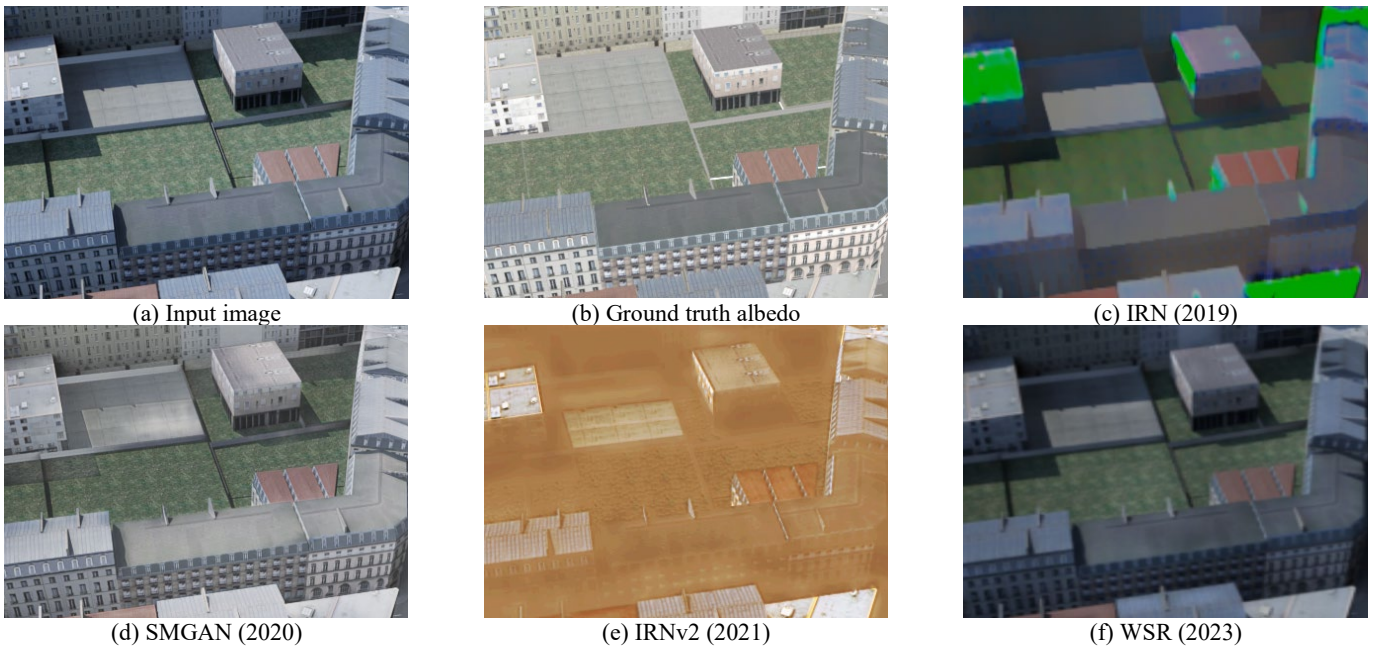 (a) Input image
(b) Ground truth albedo
(c) IRN (2019)
(d) SMGAN (2020)
(e) IRNv2 (2021)
(f) WSR (2023)